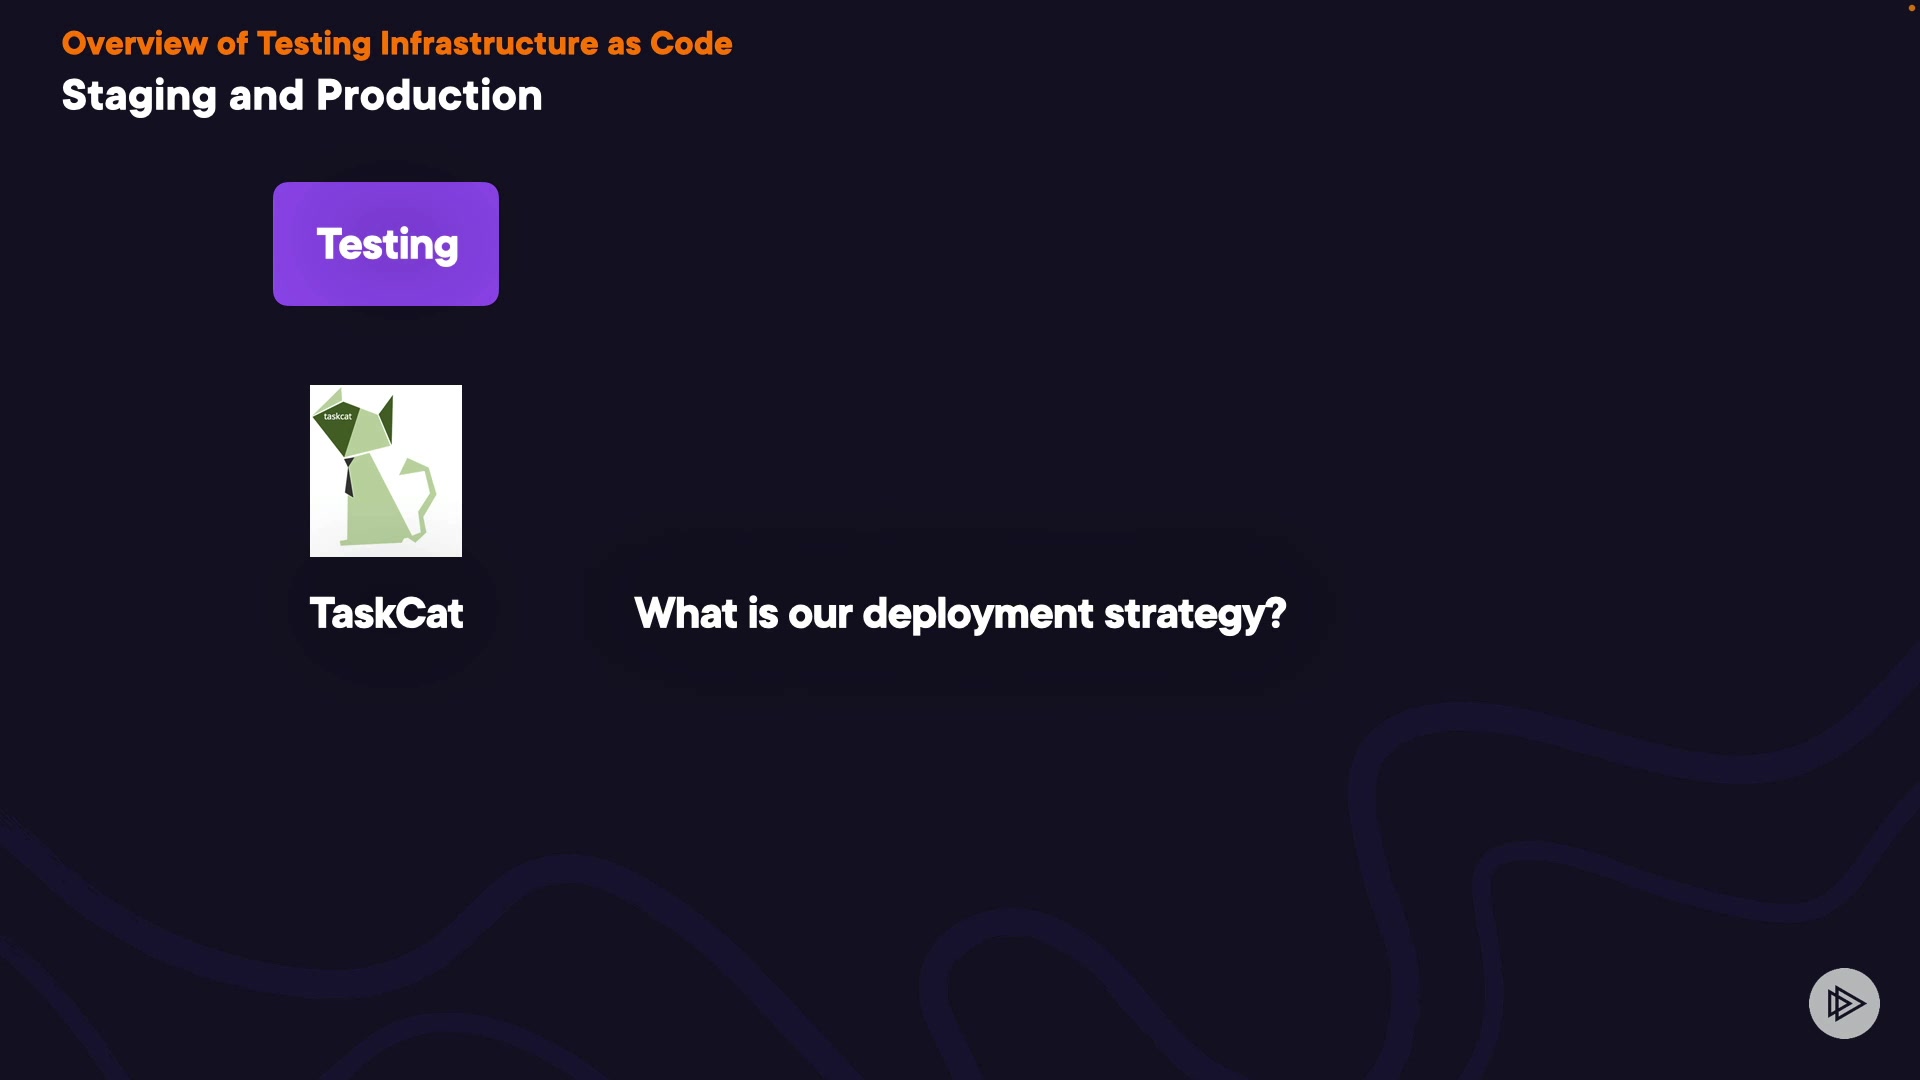 Overview of Testing Infrastructure as Code
Staging and Production
Testing
taskcat
TaskCat
What is our deployment strategy?